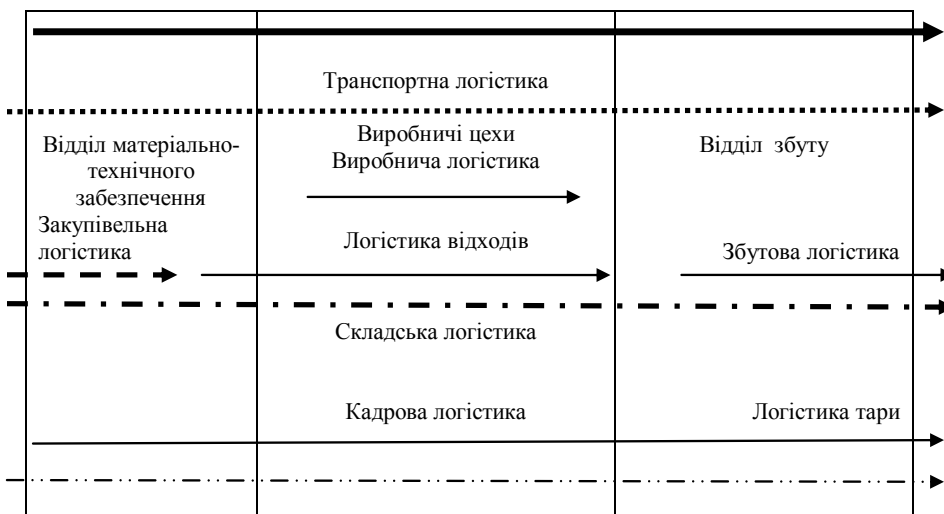 Транспортна логістика
Відділ матеріально-
технічного
забезпечення
Закупівельна
логістика
Виробничі цехи
Виробнича логістика
Відділ збуту
Логістика відходів
Збутова логістика
Складська логістика
Кадрова логістика
Логістика тари